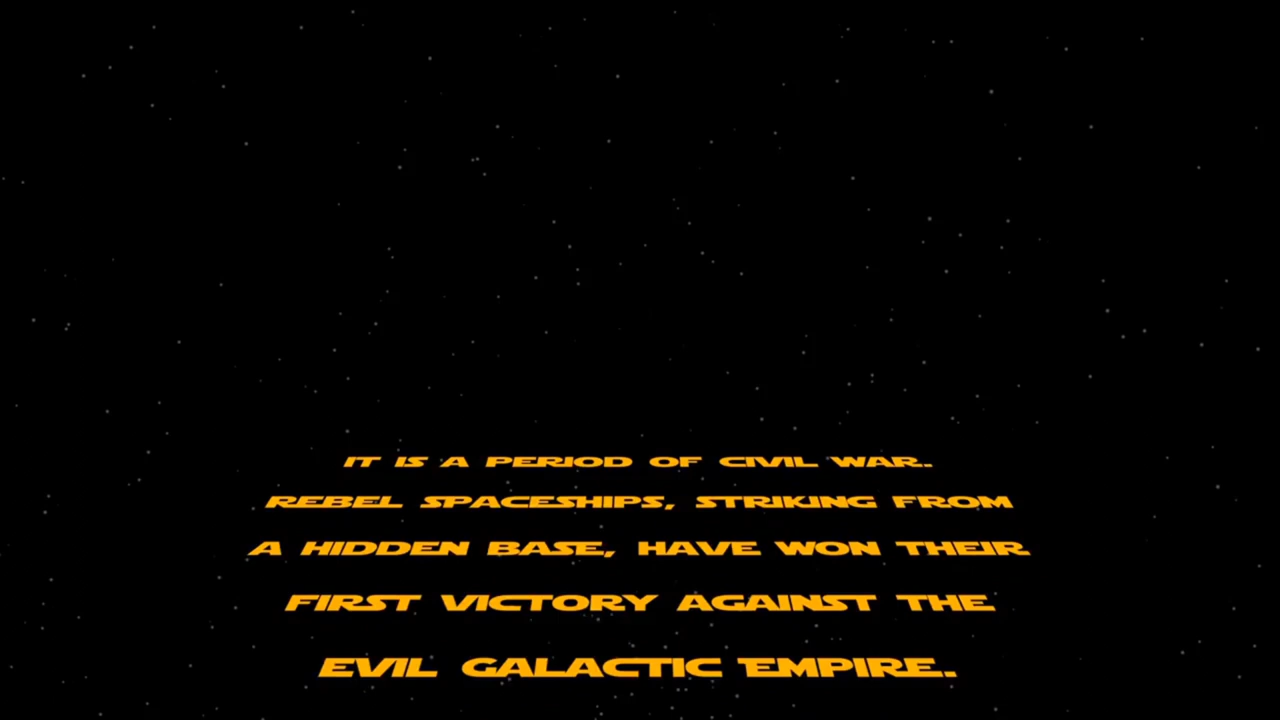 IT IS A PERIOD OF CIVIL WAR.
REBEL SPACESHIPS, STRIKING FROM
A HIDDEN BASE, HAVE WON THEIR
FIRST VICTORY AGAINST THE
EVIL GALACTIC EMPIRE.